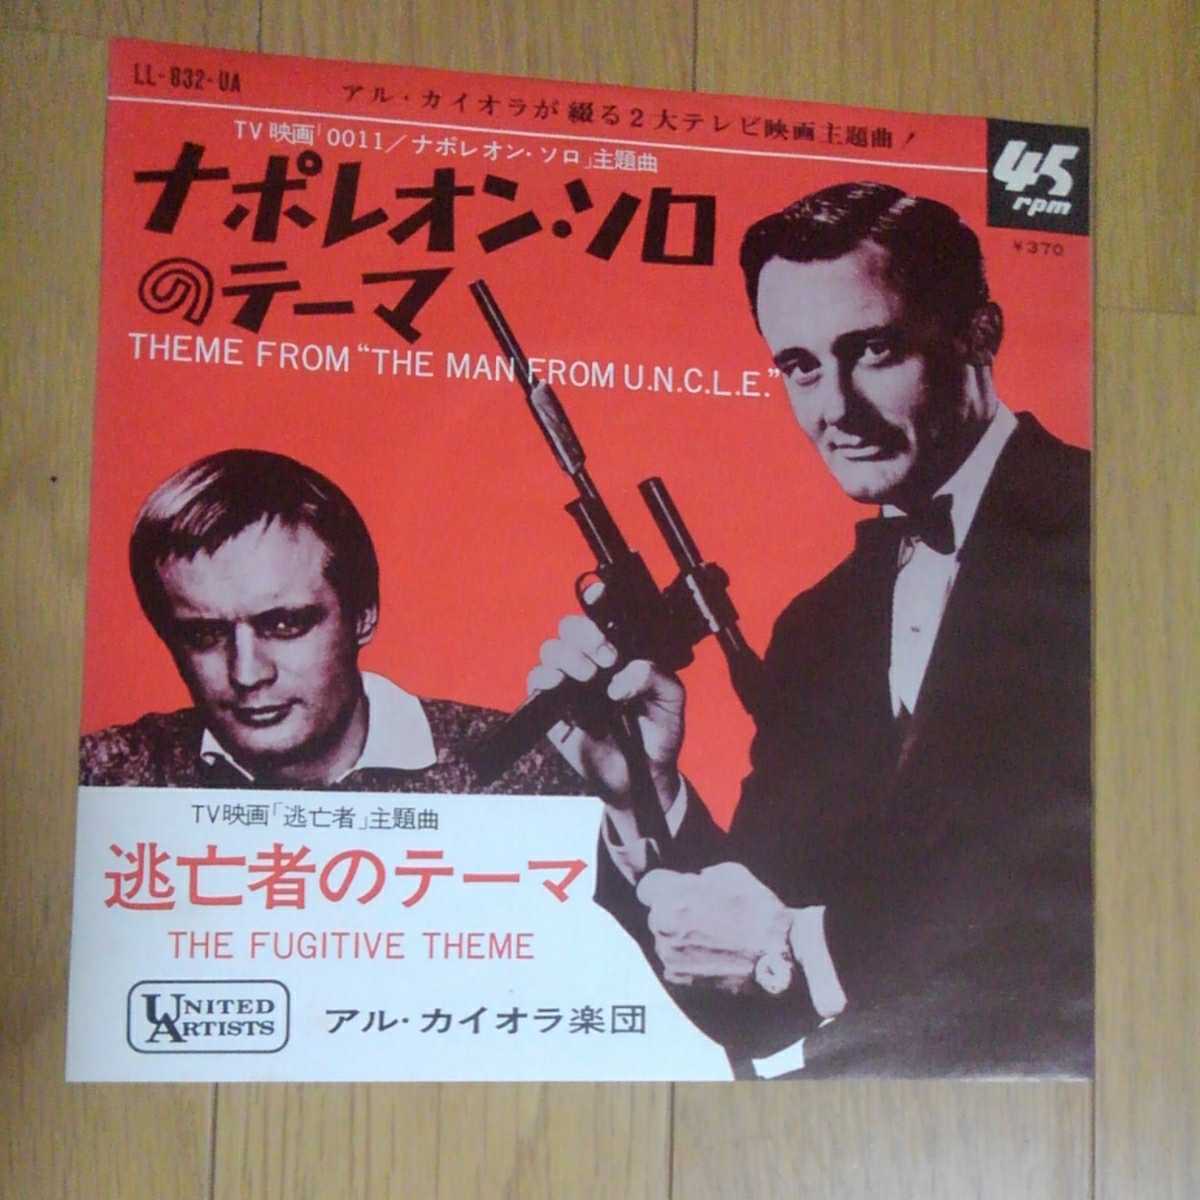 LL-832-UA
アル・カイオラが綴る2大テレビ映画主題曲!
TV映画「0011/ナポレオン・ソロ」主題曲
45
rpm
¥370
ナポレオン・ソロ
のテーマ
THEME FROM “THE MAN FROM U.N.C.L.E.”
TV映画「逃亡者」主題曲
逃亡者のテーマ
THE FUGITIVE THEME
UNITED
ARTISTS
アル・カイオラ楽団